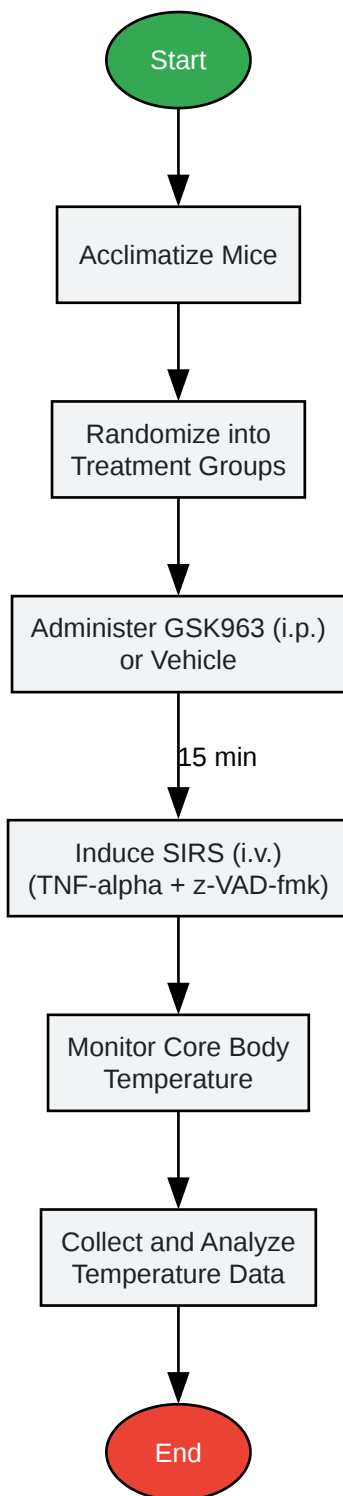 Start
Acclimatize Mice
Randomize into
Treatment Groups
Administer GSK963 (i.p.)
or Vehicle
15 min
Induce SIRS (i.v.)
(TNF-alpha + z-VAD-fmk)
Monitor Core Body
Temperature
Collect and Analyze
Temperature Data
End